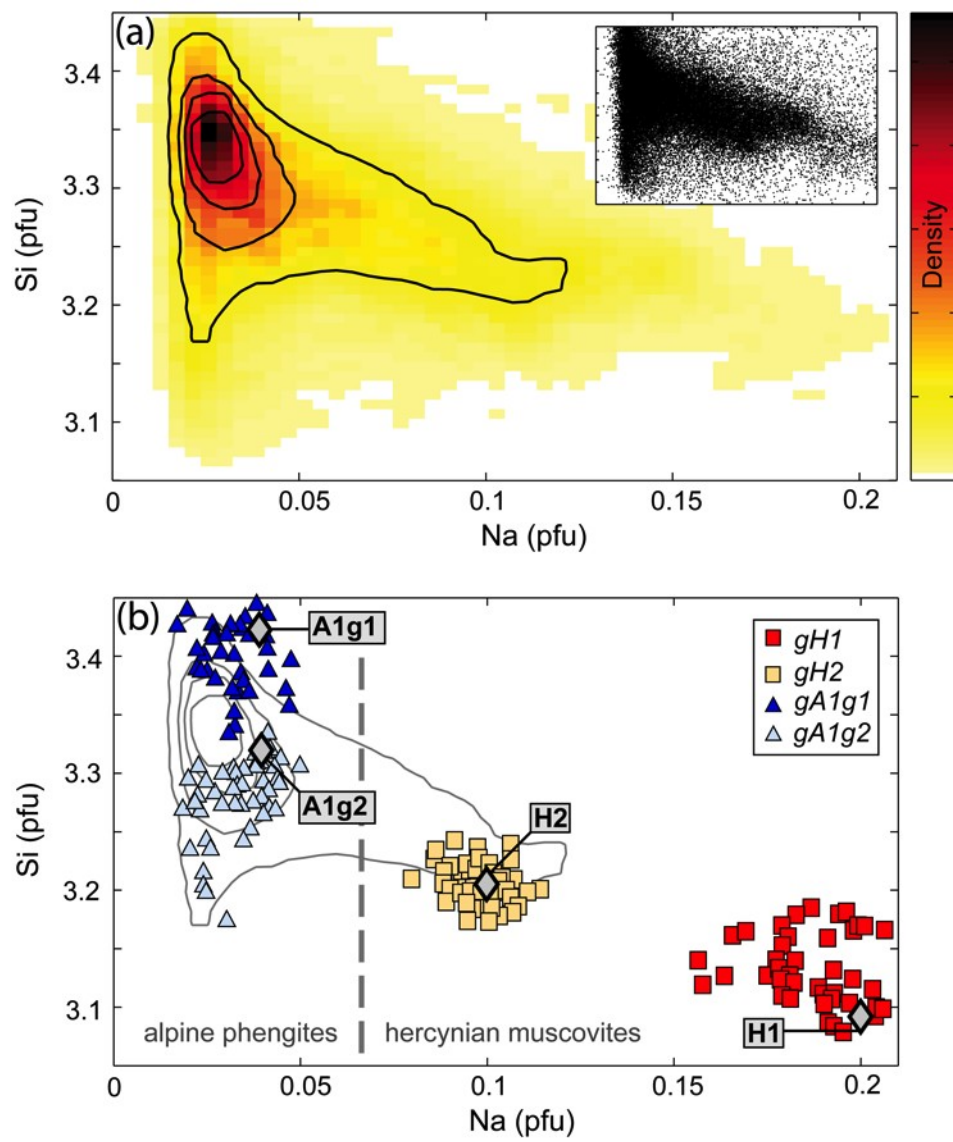 (a)
3.4
3.3
3.2
3.1
Si (pfu)
0
0.05
0.1
0.15
0.2
Na (pfu)
Density
(b)
A1g1
A1g2
H2
H1
gH1
gH2
gA1g1
gA1g2
3.4
3.3
3.2
3.1
Si (pfu)
alpine phengites
hercynian muscovites
0
0.05
0.1
0.15
0.2
Na (pfu)